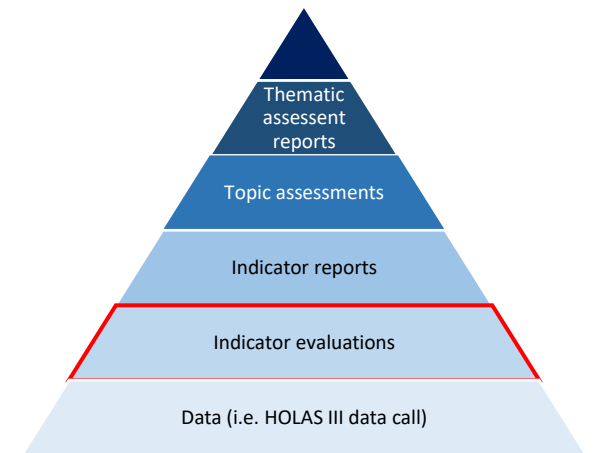 Thematic
assessent
reports
Topic assessments
Indicator reports
Indicator evaluations
Data (i.e. HOLAS III data call)